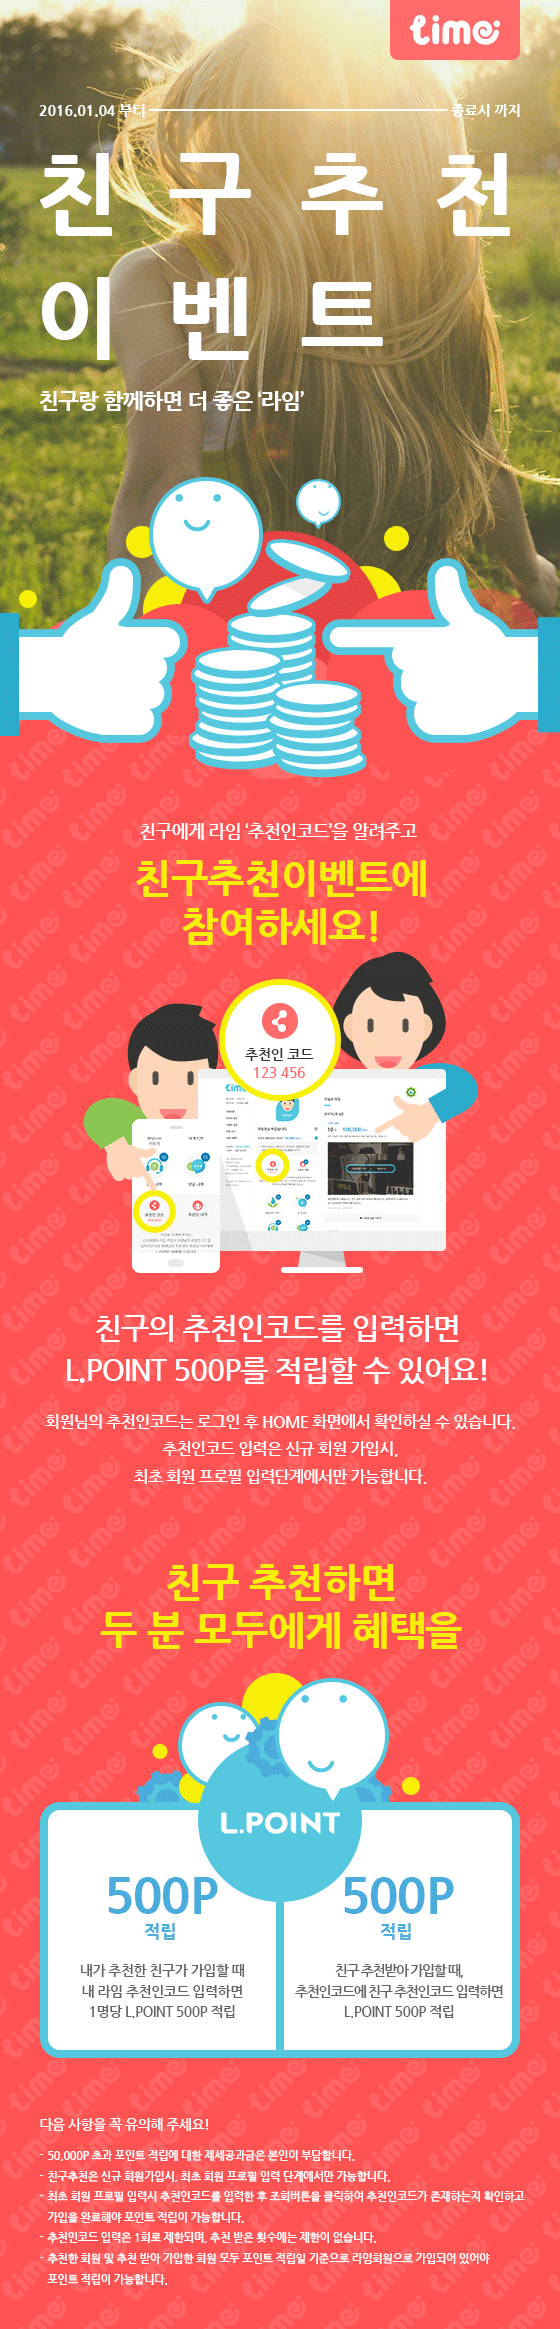 lime
2016.01.04 부터 종료시 까지
친구추천
이벤트
친구랑 함께하면 더 좋은 ‘라임’
친구에게 라임 ‘추천인코드’을 알려주고
친구추천이벤트에
참여하세요!
추천인 코드
123 456
친구의 추천인코드를 입력하면
L.POINT 500P를 적립할 수 있어요!
회원님의 추천인코드는 로그인 후 HOME 화면에서 확인하실 수 있습니다.
추천인코드 입력은 신규 회원 가입시,
최초 회원 프로필 입력단계에서만 가능합니다.
친구 추천하면
두 분 모두에게 혜택을
L.POINT
500P
적립
내가 추천한 친구가 가입할 때
내 라임 추천인코드 입력하면
1명당 L.POINT 500P 적립
500P
적립
친구 추천받아 가입할 때,
추천인코드에 친구 추천인코드 입력하면
L.POINT 500P 적립
다음 사항을 꼭 유의해 주세요!
- 50,000P 초과 포인트 적립에 대한 제세공과금은 본인이 부담합니다.
- 친구추천은 신규 회원가입시, 최초 회원 프로필 입력 단계에서만 가능합니다.
- 최초 회원 프로필 입력시 추천인코드를 입력한 후 조회버튼을 클릭하여 추천인코드가 존재하는지 확인하고
가입을 완료해야 포인트 적립이 가능합니다.
- 추천인코드 입력은 1회로 제한되며, 추천 받은 횟수에는 제한이 없습니다.
- 추천한 회원 및 추천 받아 가입한 회원 모두 포인트 적립일 기준으로 라임회원으로 가입되어 있어야
포인트 적립이 가능합니다.